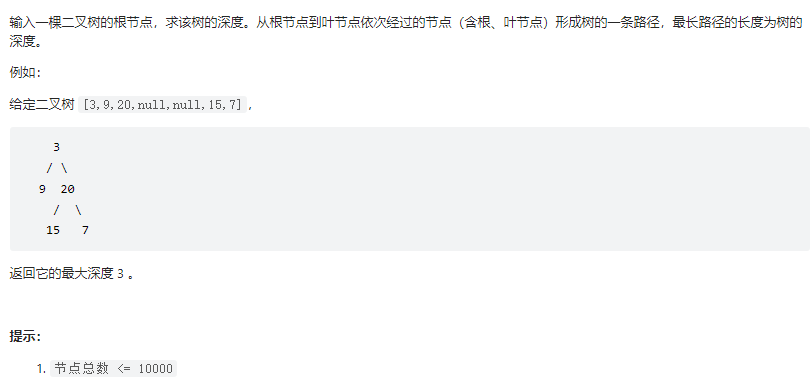 输入一棵二叉树的根节点，求该树的深度。从根节点到叶节点依次经过的节点（含根、叶节点）形成树的一条路径，最长路径的长度为树的
深度。
例如：
给定二叉树 [3,9,20,null,null,15,7]，
3
/ \
9 20
/ \
15 7
返回它的最大深度 3 。
提示：
1. 节点总数 <= 10000